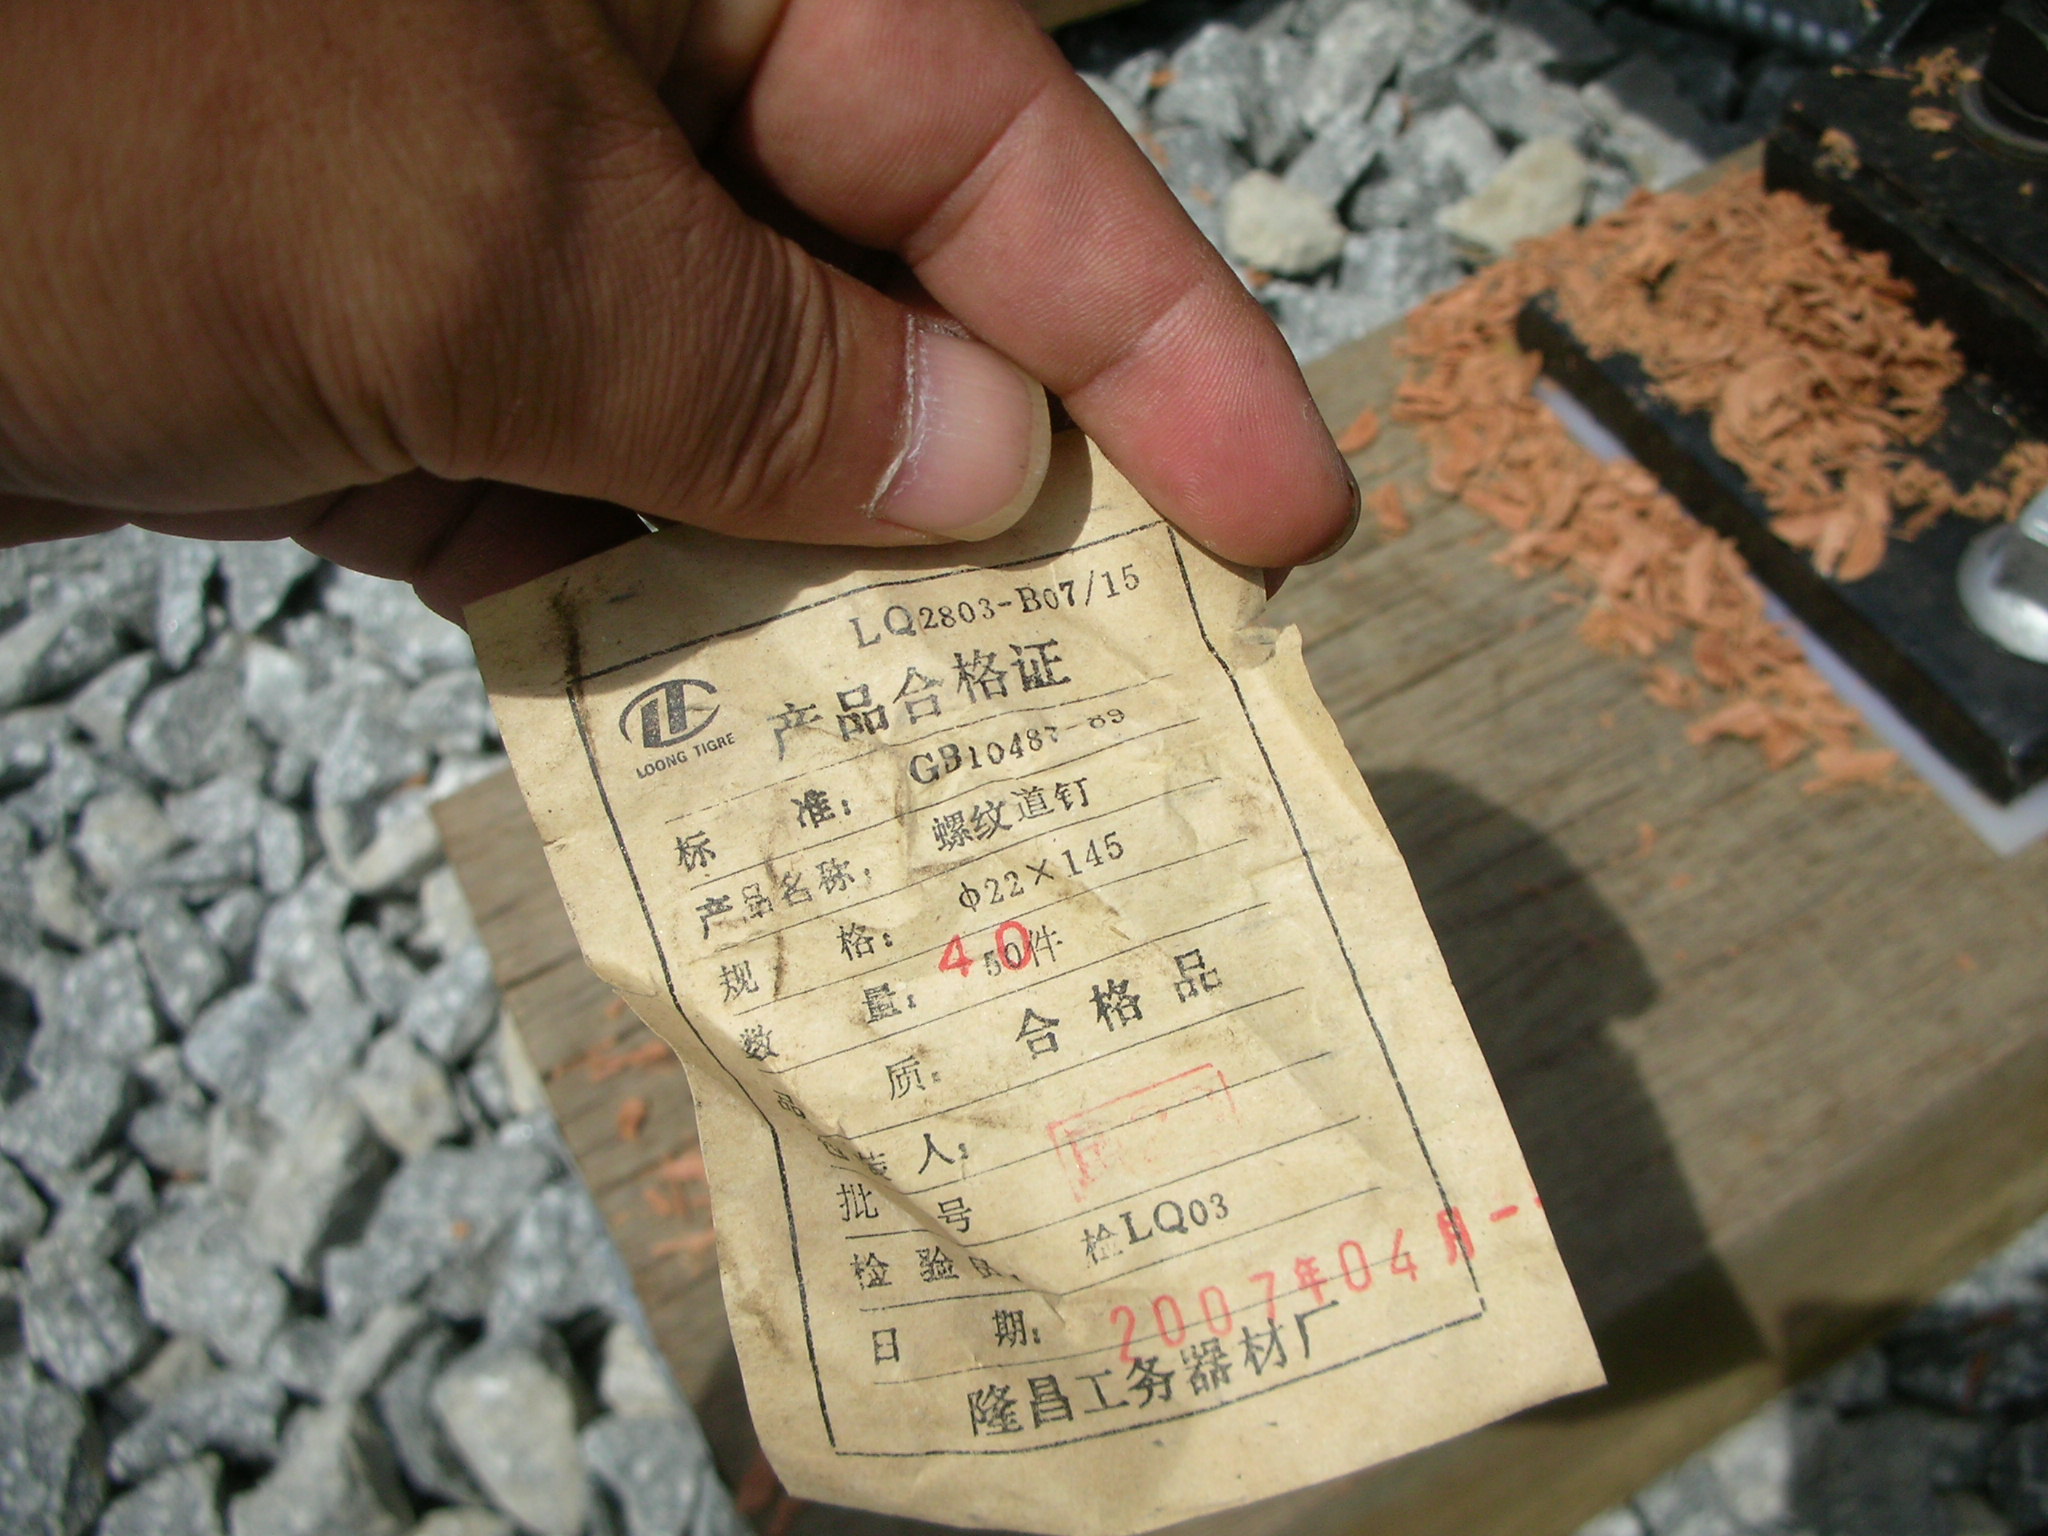 LQ2803-B07/15
LOONG TIGRE
产品合格证
标 准: GB10487-89
产品名称: 螺纹道钉
规 格: φ22×145
数 量: 40 50件
品 质: 合 格 品
包装人:
批 号
检 验 检LQ03
日 期: 2007年04月
隆昌工务器材厂